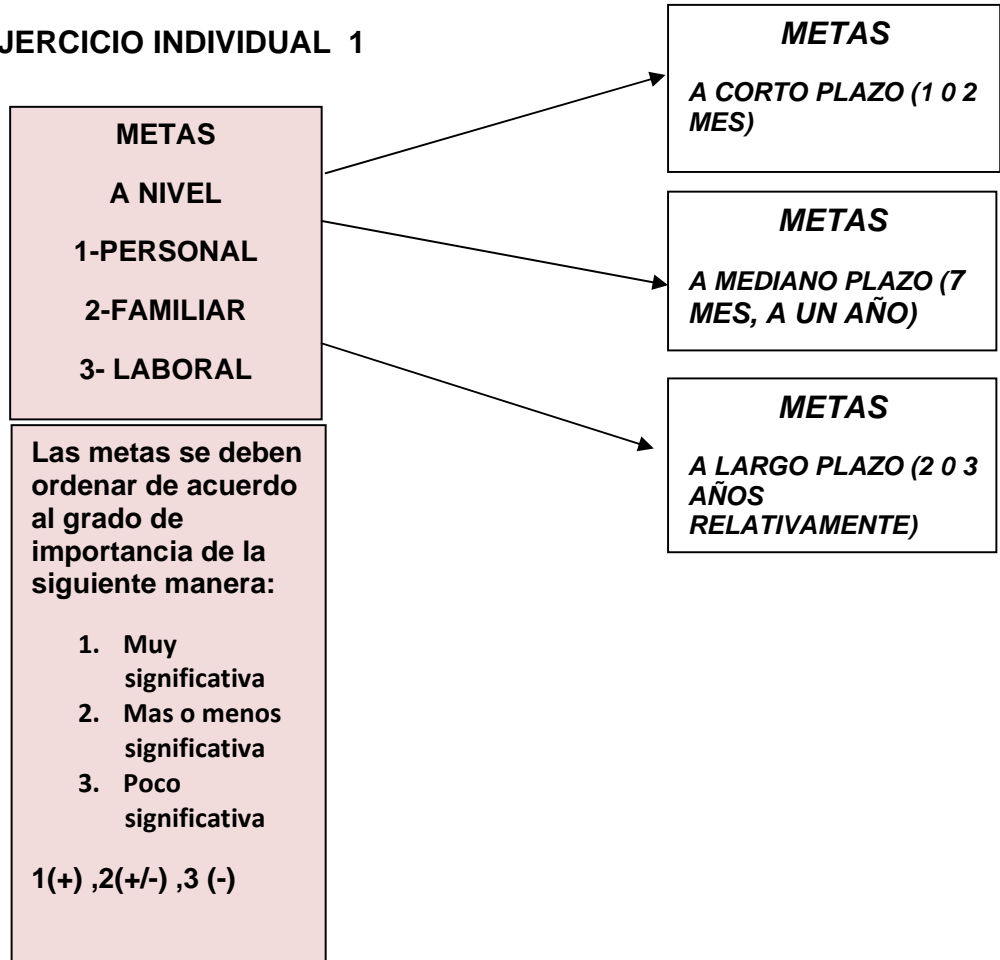 JERCICIO INDIVIDUAL 1
METAS
A NIVEL
1-PERSONAL
2-FAMILIAR
3- LABORAL
Las metas se deben
ordenar de acuerdo
al grado de
importancia de la
siguiente manera:
1. Muy
significativa
2. Mas o menos
significativa
3. Poco
significativa
1(+) ,2(+/-) ,3 (-)
METAS
A CORTO PLAZO (1 0 2
MES)
METAS
A MEDIANO PLAZO (7
MES, A UN AÑO)
METAS
A LARGO PLAZO (2 0 3
AÑOS
RELATIVAMENTE)